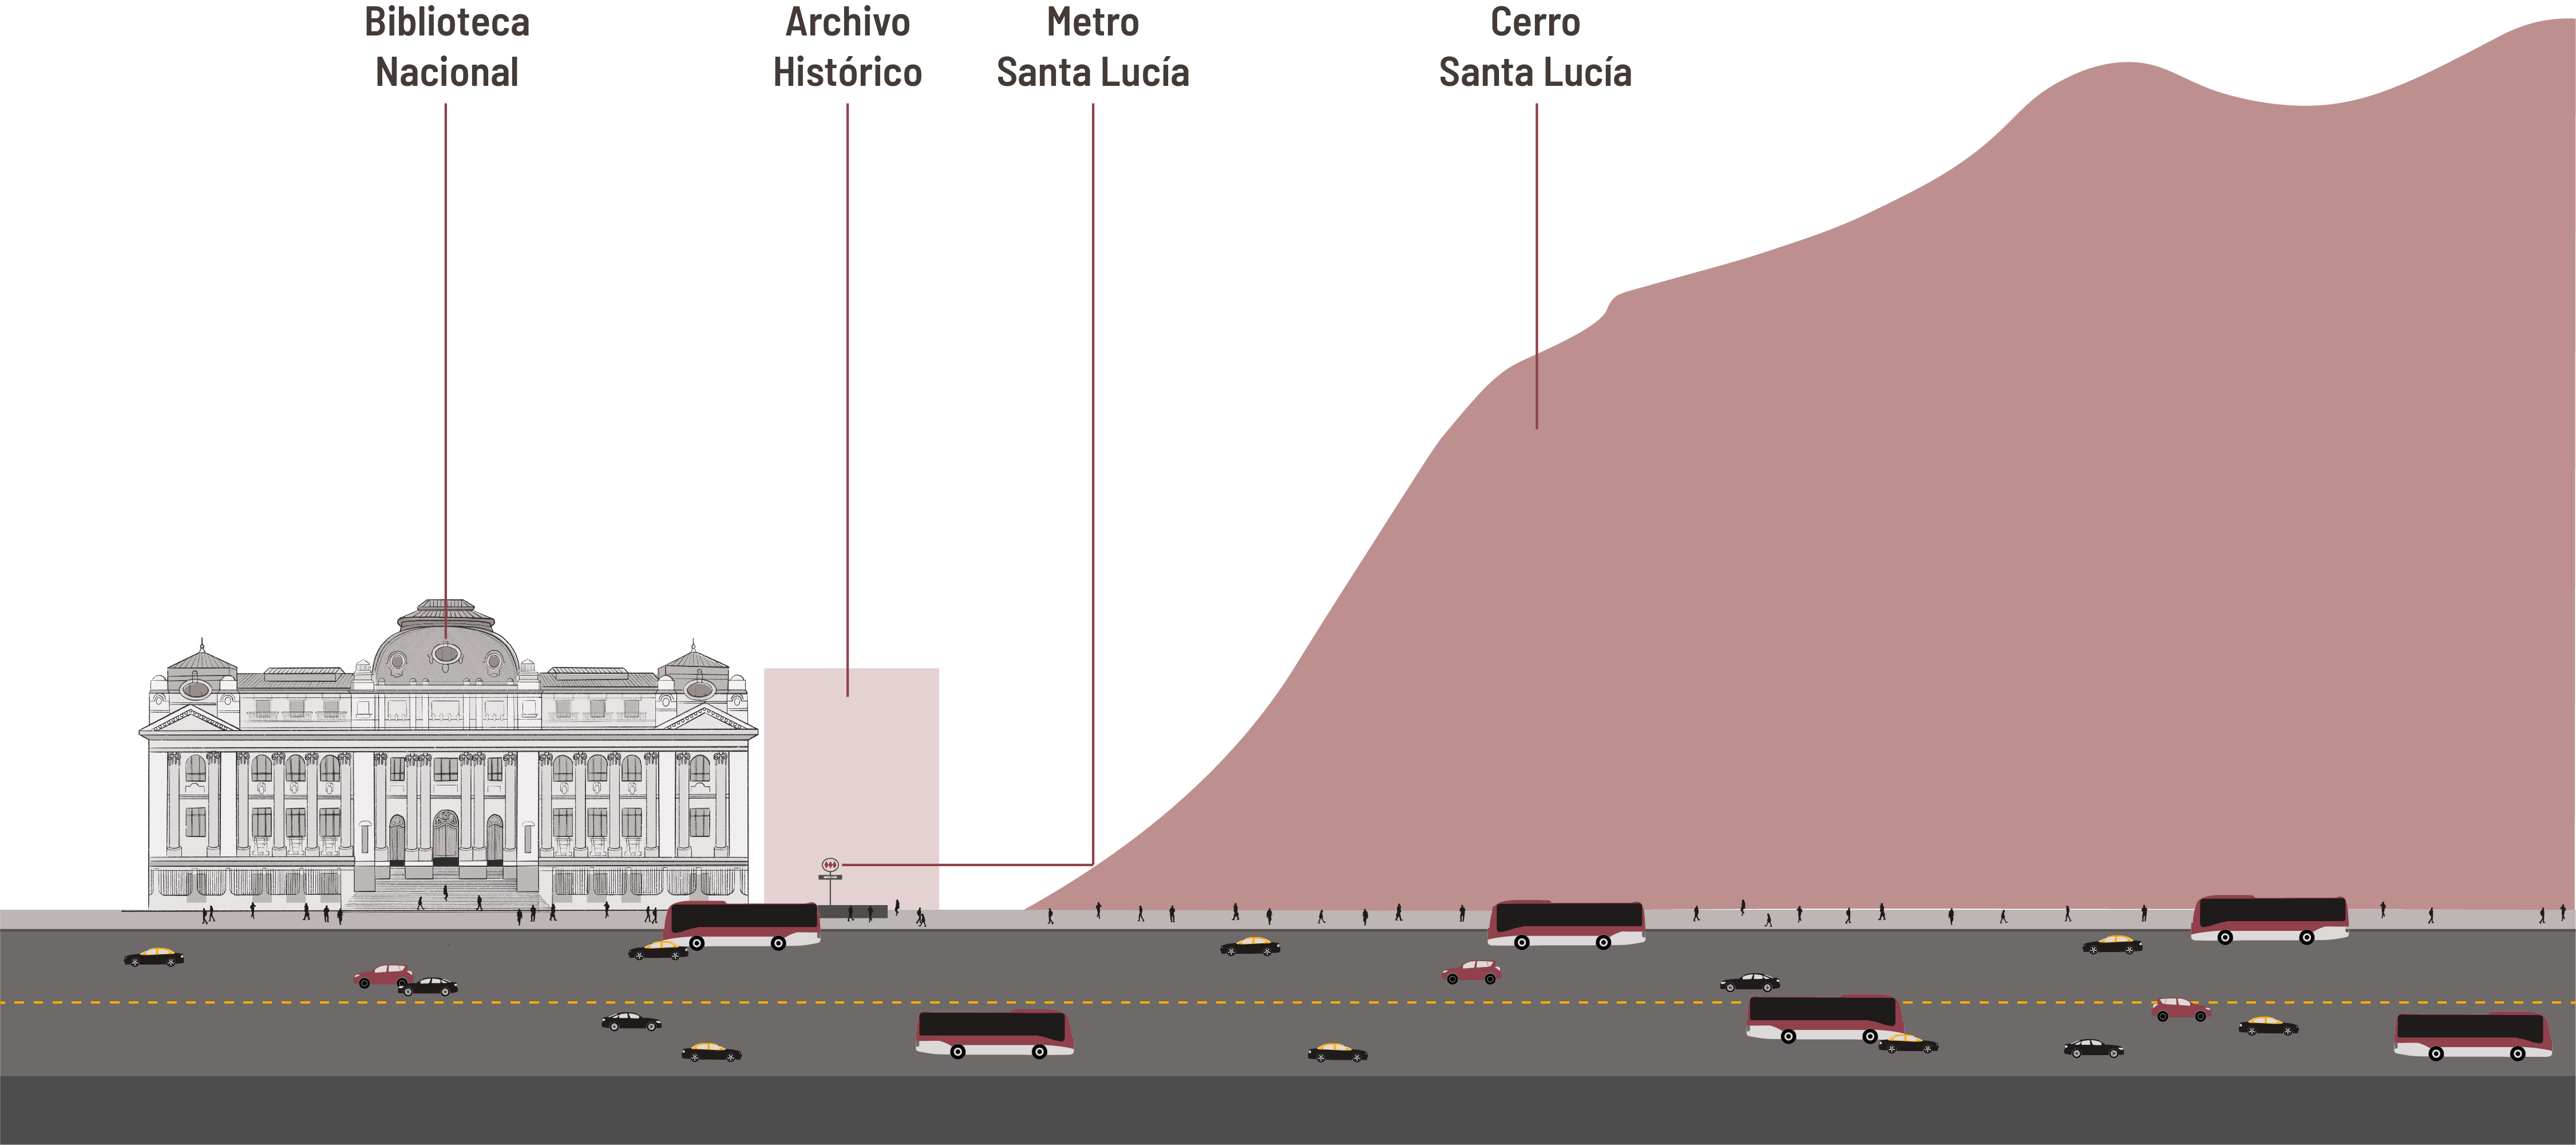 Biblioteca
Nacional
Archivo
Histórico
Metro
Santa Lucía
Cerro
Santa Lucía